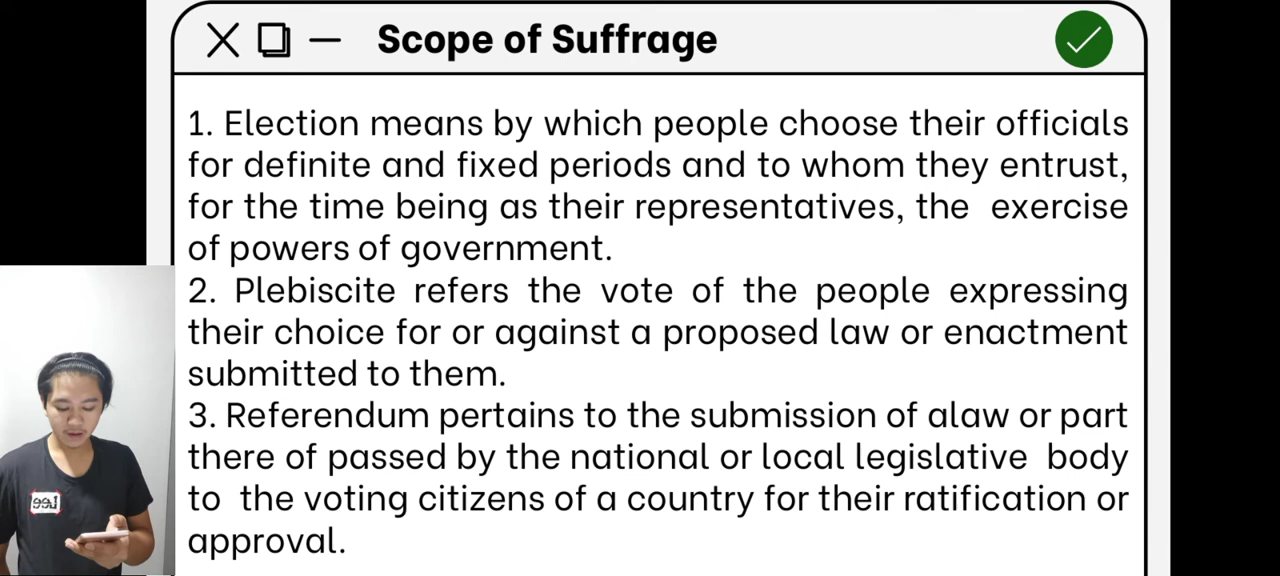 Scope of Suffrage
1. Election means by which people choose their officials
for definite and fixed periods and to whom they entrust,
for the time being as their representatives, the exercise
of powers of government.
2. Plebiscite refers the vote of the people expressing
their choice for or against a proposed law or enactment
submitted to them.
3. Referendum pertains to the submission of alaw or part
there of passed by the national or local legislative body
to the voting citizens of a country for their ratification or
approval.